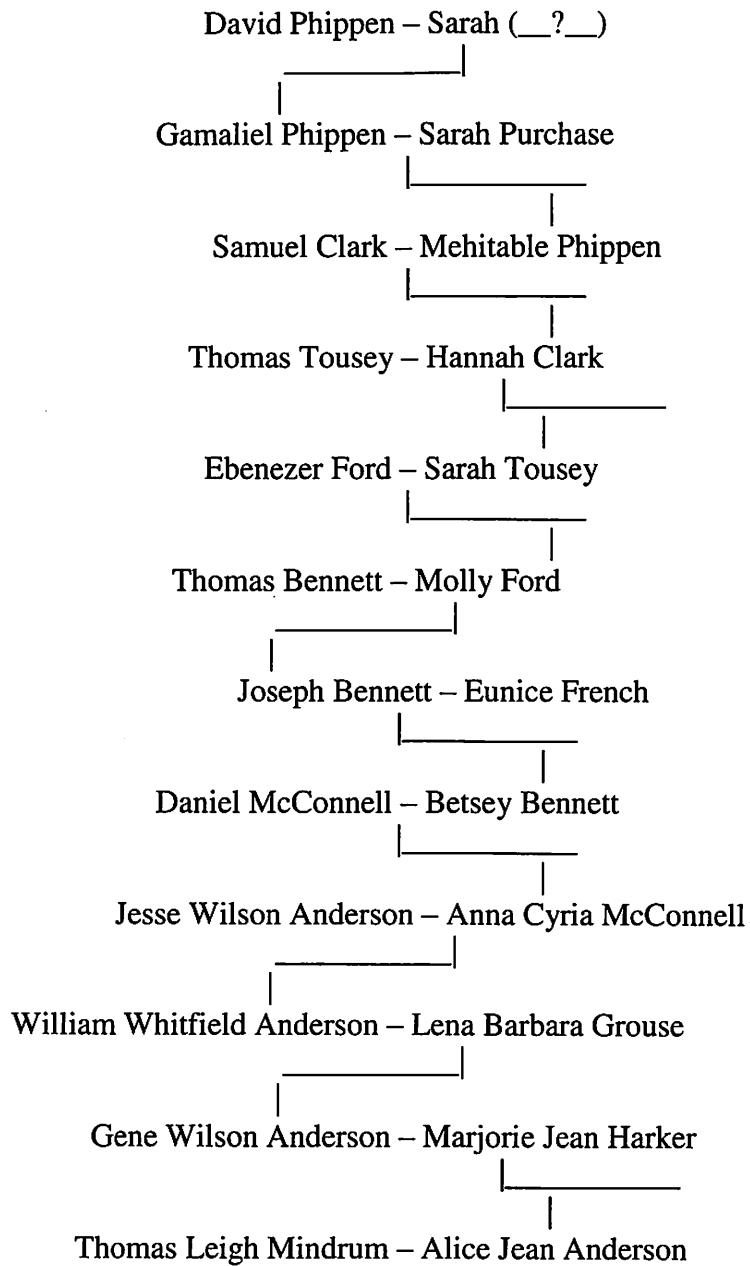 David Phippen – Sarah (__?__)
Gamaliel Phippen – Sarah Purchase
Samuel Clark – Mehitable Phippen
Thomas Tousey – Hannah Clark
Ebenezer Ford – Sarah Tousey
Thomas Bennett – Molly Ford
Joseph Bennett – Eunice French
Daniel McConnell – Betsey Bennett
Jesse Wilson Anderson – Anna Cyria McConnell
William Whitfield Anderson – Lena Barbara Grouse
Gene Wilson Anderson – Marjorie Jean Harker
Thomas Leigh Mindrum – Alice Jean Anderson